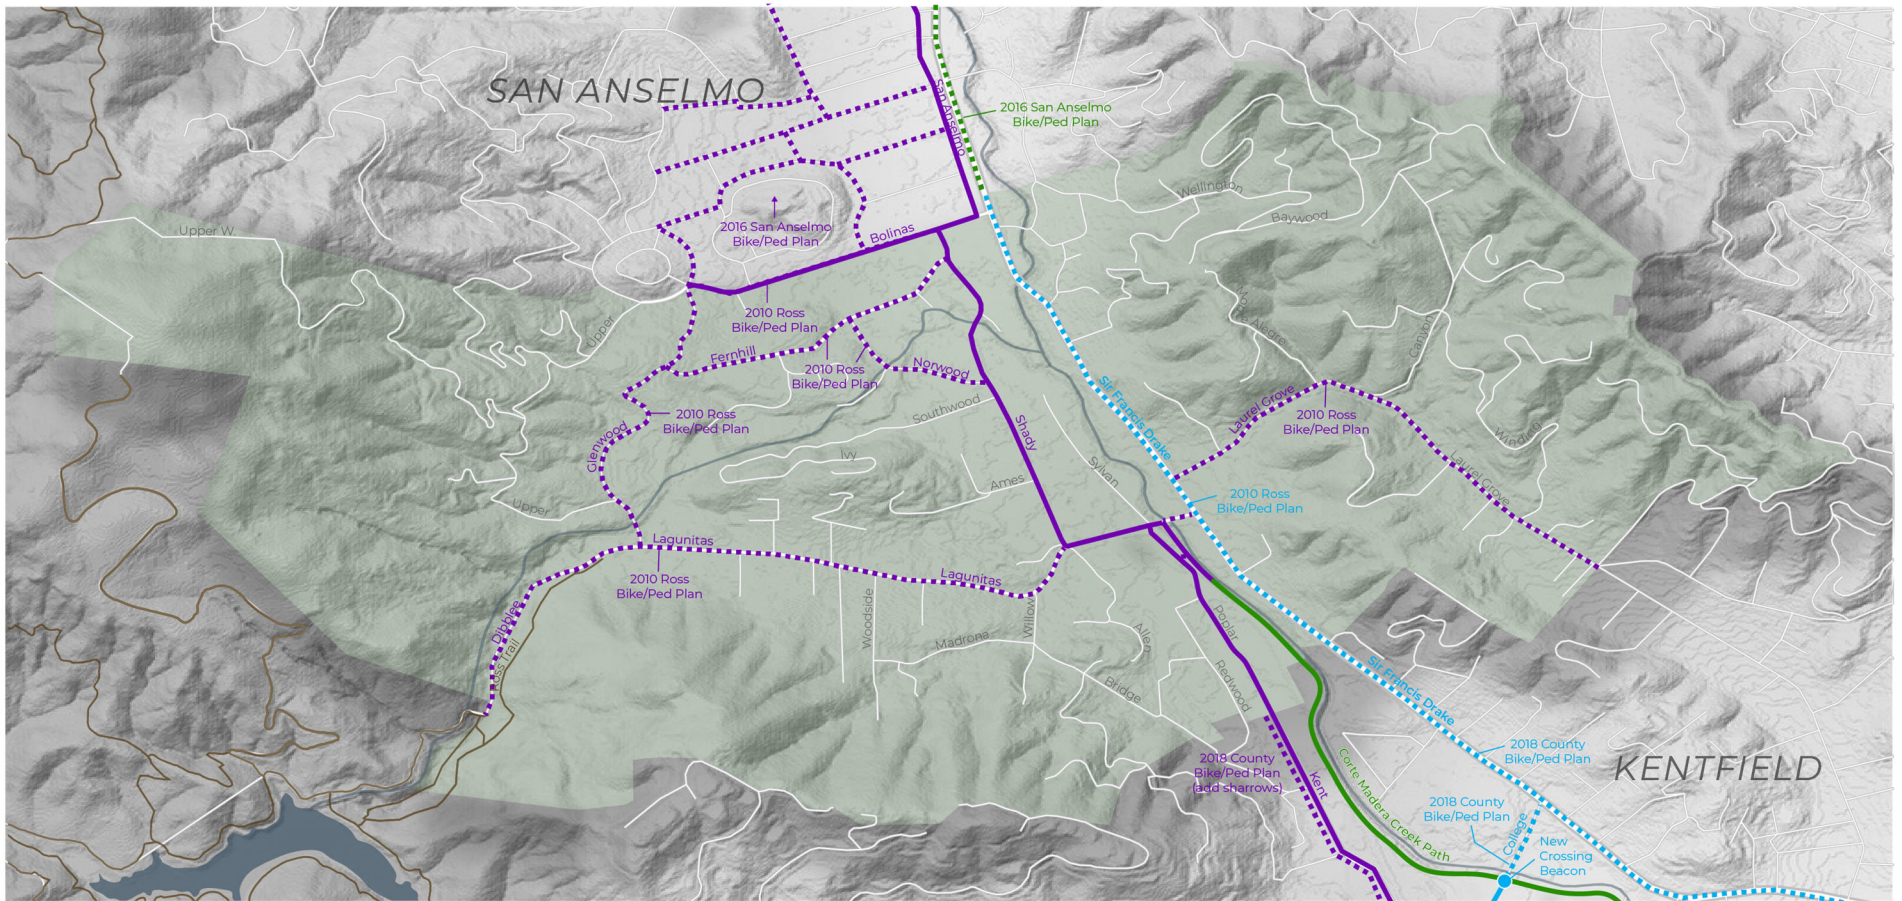 SAN ANSELMO
San Anselmo
2016 San Anselmo
Bike/Ped Plan
Wellington
Baywood
Upper W
2016 San Anselmo
Bike/Ped Plan
Bolinas
2010 Ross
Bike/Ped Plan
Upper
Fernhill
2010 Ross
Bike/Ped Plan
Norwood
Canyon
Sir Francis Drake
Laurel Grove
2010 Ross
Bike/Ped Plan
2010 Ross
Bike/Ped Plan
Southwood
Shady
Glenwood
Ivy
Winding
Laurel Grove
Sylvan
Ames
Upper
2010 Ross
Bike/Ped Plan
Lagunitas
2010 Ross
Bike/Ped Plan
Lagunitas
Dibblee
Ross Trail
Woodside
Madrona
Willow
Allen
Poplar
Redwood
Bridge
Sir Francis Drake
2018 County
Bike/Ped Plan
(add sharrows)
Kent
Corte Madera Creek Path
2018 County
Bike/Ped Plan
KENTFIELD
2018 County
Bike/Ped Plan
College
New
Crossing
Beacon